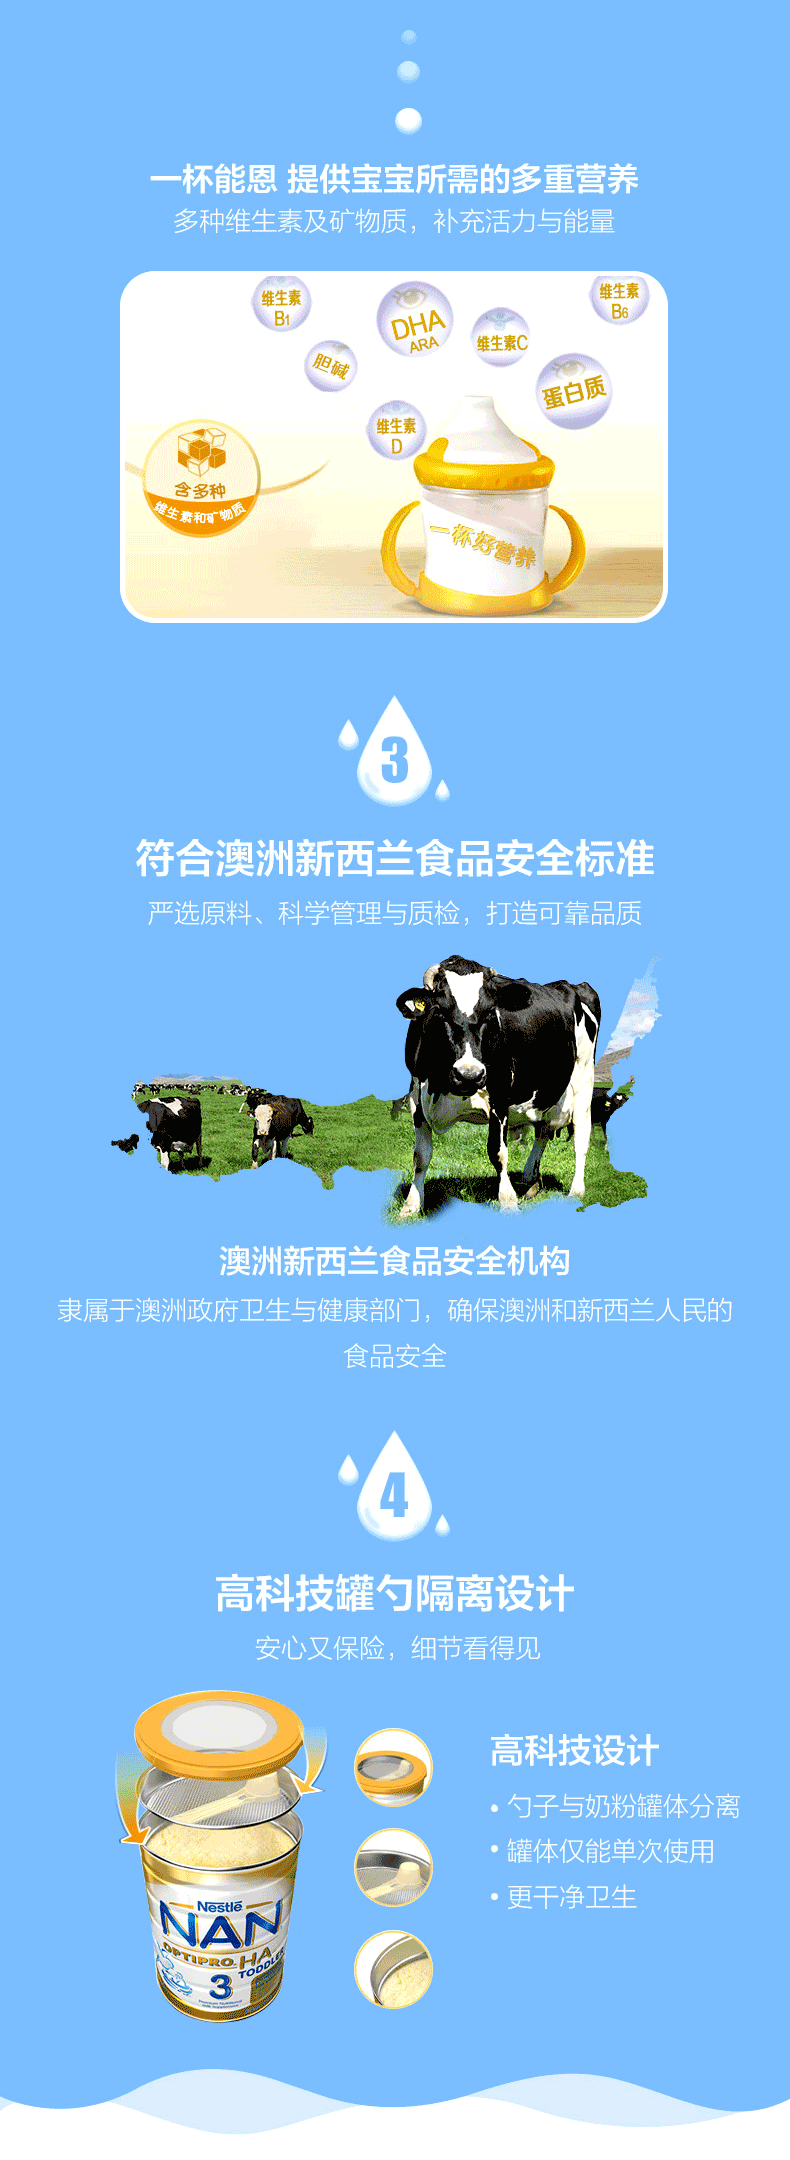 一杯能恩 提供宝宝所需的多重营养
多种维生素及矿物质，补充活力与能量
维生素
B1
DHA
ARA
维生素C
维生素
B6
胆碱
蛋白质
维生素
D
含多种
维生素和矿物质
一杯好营养
3
符合澳洲新西兰食品安全标准
严选原料、科学管理与质检，打造可靠品质
澳洲新西兰食品安全机构
隶属于澳洲政府卫生与健康部门，确保澳洲和新西兰人民的
食品安全
4
高科技罐勺隔离设计
安心又保险，细节看得见
高科技设计
• 勺子与奶粉罐体分离
• 罐体仅能单次使用
• 更干净卫生
Nestlé
NAN
OPTIPRO HA
TODDLER
3